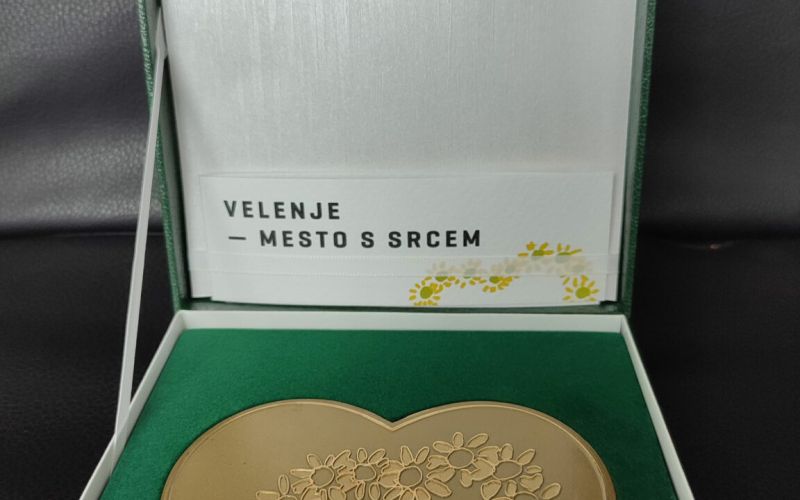 VELENJE
— MESTO S SRCEM